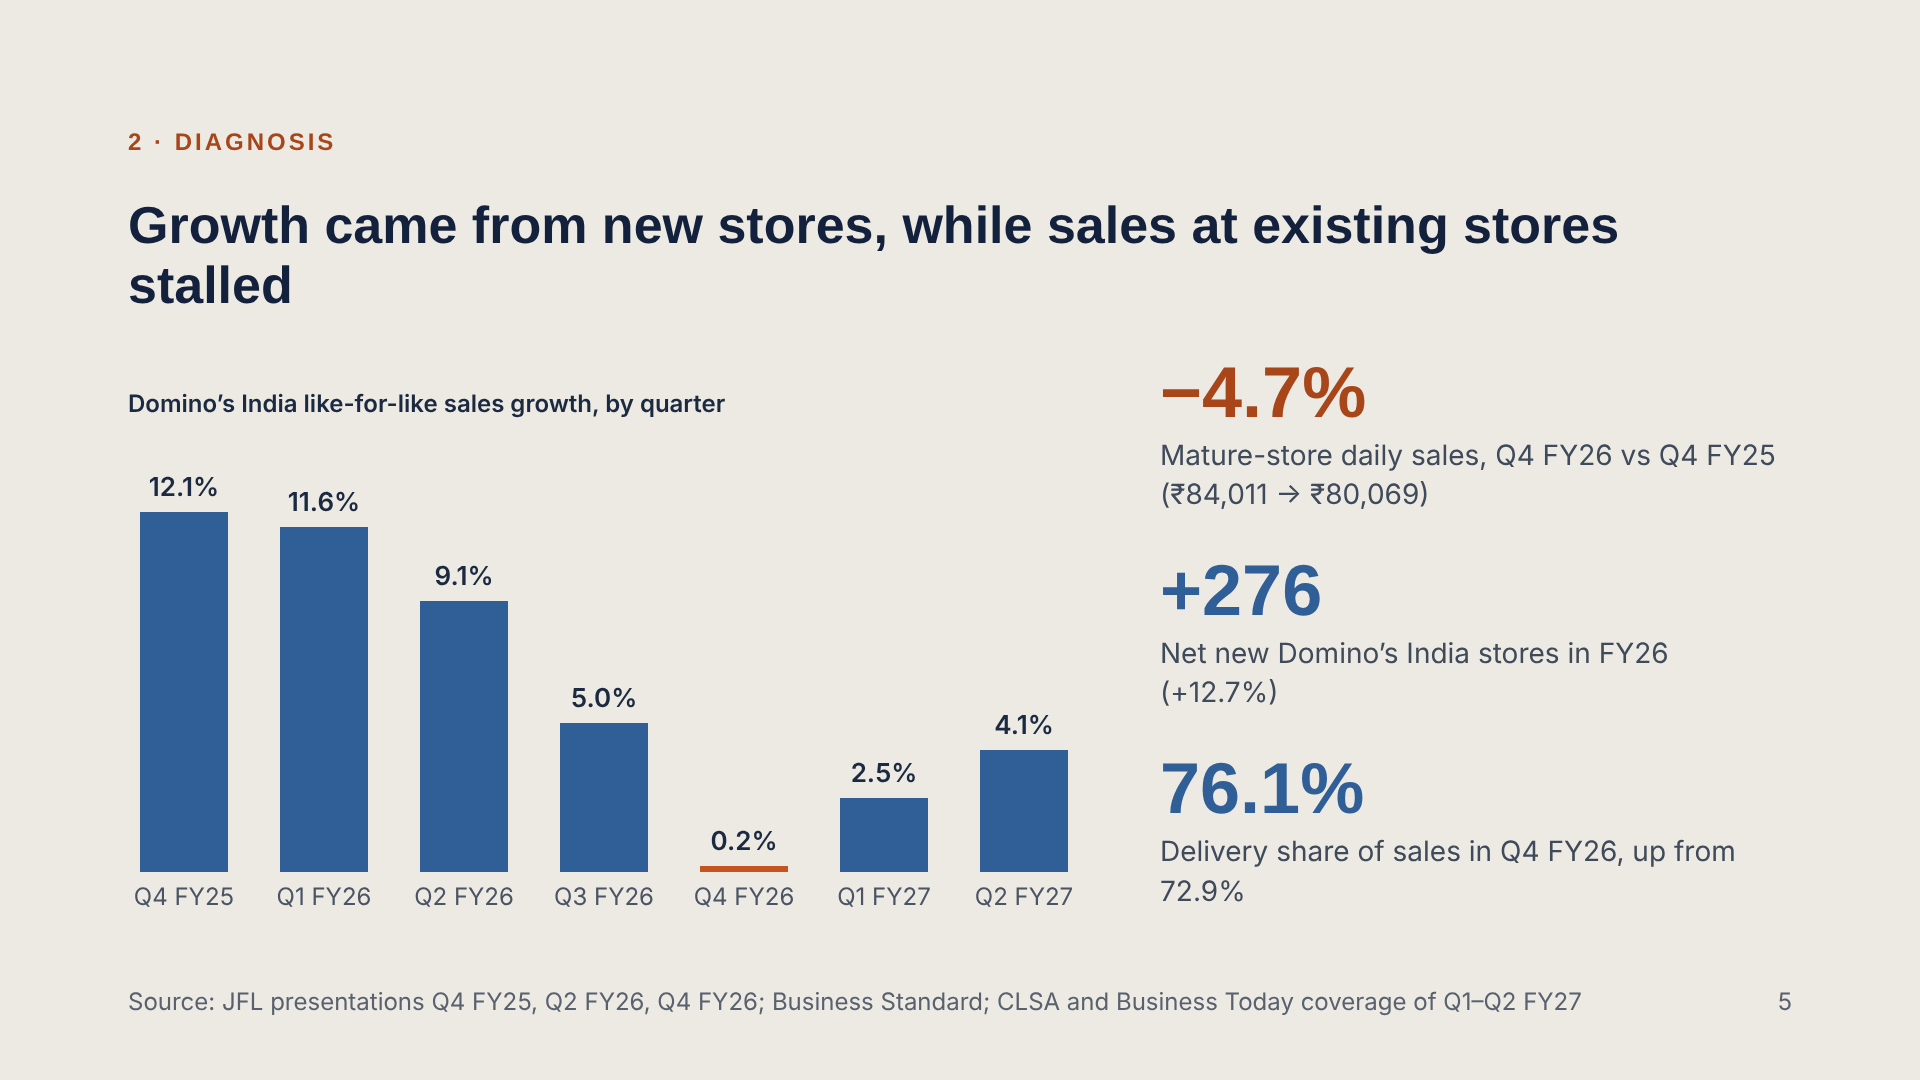 2 · DIAGNOSIS
Growth came from new stores, while sales at existing stores
stalled
Domino’s India like-for-like sales growth, by quarter
12.1%
11.6%
9.1%
5.0%
0.2%
2.5%
4.1%
Q4 FY25
Q1 FY26
Q2 FY26
Q3 FY26
Q4 FY26
Q1 FY27
Q2 FY27
–4.7%
Mature-store daily sales, Q4 FY26 vs Q4 FY25
(₹84,011 → ₹80,069)
+276
Net new Domino’s India stores in FY26
(+12.7%)
76.1%
Delivery share of sales in Q4 FY26, up from
72.9%
Source: JFL presentations Q4 FY25, Q2 FY26, Q4 FY26; Business Standard; CLSA and Business Today coverage of Q1–Q2 FY27
5